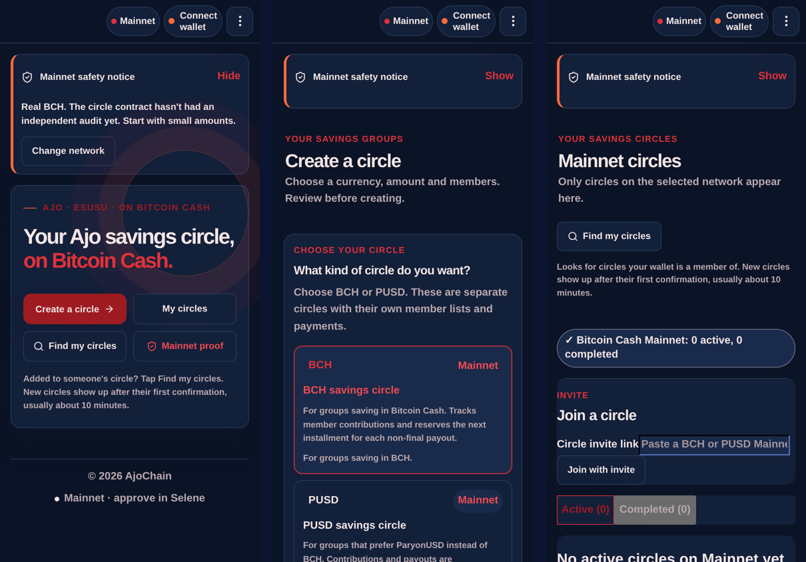 Mainnet
Connect
wallet
Mainnet safety notice
Hide
Real BCH. The circle contract hasn't had an
independent audit yet. Start with small amounts.
Change network
AJO · ESUSU · ON BITCOIN CASH
Your Ajo savings circle,
on Bitcoin Cash.
Create a circle →
My circles
Find my circles
Mainnet proof
Added to someone's circle? Tap Find my circles.
New circles show up after their first confirmation,
usually about 10 minutes.
© 2026 AjoChain
Mainnet · approve in Selene
Mainnet
Connect
wallet
Mainnet safety notice
Show
YOUR SAVINGS GROUPS
Create a circle
Choose a currency, amount and members.
Review before creating.
CHOOSE YOUR CIRCLE
What kind of circle do you want?
Choose BCH or PUSD. These are separate
circles with their own member lists and
payments.
BCH
Mainnet
BCH savings circle
For groups saving in Bitcoin Cash. Tracks
member contributions and reserves the next
installment for each non-final payout.
For groups saving in BCH.
PUSD
Mainnet
PUSD savings circle
For groups that prefer ParyonUSD instead of
BCH. Contributions and payouts are
Mainnet
Connect
wallet
Mainnet safety notice
Show
YOUR SAVINGS CIRCLES
Mainnet circles
Only circles on the selected network appear
here.
Find my circles
Looks for circles your wallet is a member of. New circles
show up after their first confirmation, usually about 10
minutes.
✓ Bitcoin Cash Mainnet: 0 active, 0
completed
INVITE
Join a circle
Circle invite link
Paste a BCH or PUSD Mainne
Join with invite
Active (0)
Completed (0)
No active circles on Mainnet yet